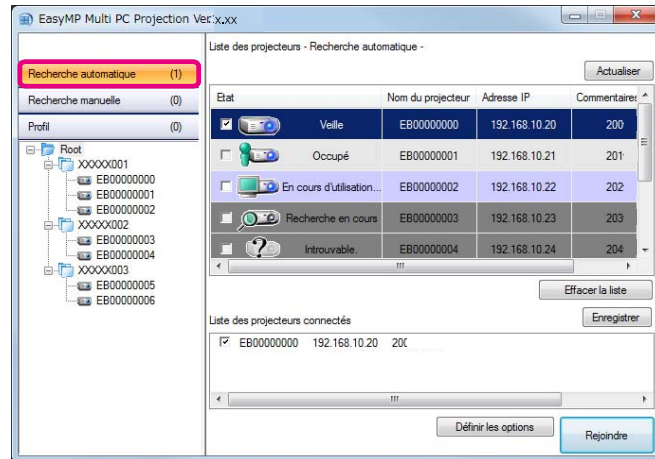 EasyMP Multi PC Projection Ver.x.xx
Liste des projecteurs - Recherche automatique -
Recherche automatique (1)
Actualiser
Recherche manuelle (0)
Profil (0)
Root
XXXXX001
EB00000000
EB00000001
EB00000002
XXXXX002
EB00000003
EB00000004
XXXXX003
EB00000005
EB00000006
Etat Nom du projecteur Adresse IP Commentaires
Veille EB00000000 192.168.10.20 200
Occupé EB00000001 192.168.10.21 201
En cours d'utilisation... EB00000002 192.168.10.22 202
Recherche en cours EB00000003 192.168.10.23 203
Introuvable. EB00000004 192.168.10.24 204
Effacer la liste
Liste des projecteurs connectés
Enregistrer
EB00000000 192.168.10.20 200
Définir les options
Rejoindre